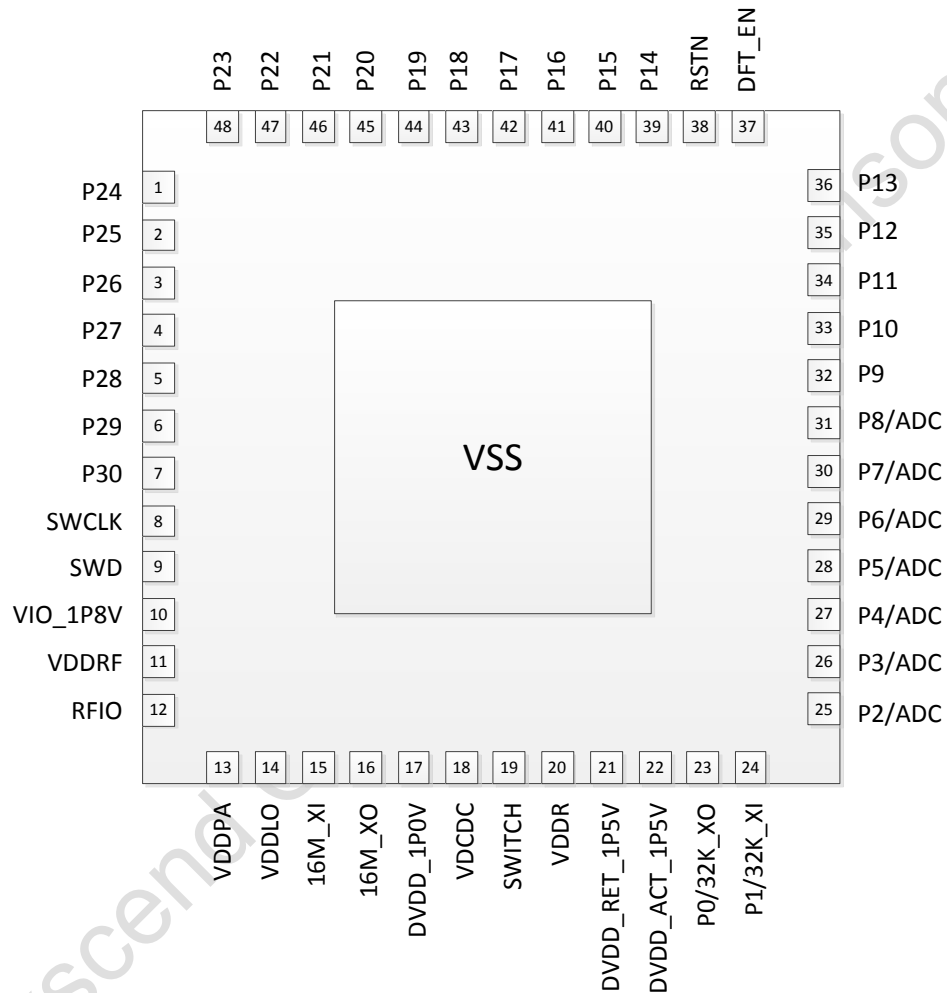 P23
P22
P21
P20
P19
P18
P17
P16
P15
P14
RSTN
DFT_EN
48
47
46
45
44
43
42
41
40
39
38
37
P24
1
P25
2
P26
3
P27
4
P28
5
P29
6
P30
7
SWCLK
8
SWD
9
VIO_1P8V
10
VDDRF
11
RFIO
12
VSS
36
P13
35
P12
34
P11
33
P10
32
P9
31
P8/ADC
30
P7/ADC
29
P6/ADC
28
P5/ADC
27
P4/ADC
26
P3/ADC
25
P2/ADC
13
14
15
16
17
18
19
20
21
22
23
24
VDDPA
VDDLO
16M_XI
16M_XO
DVDD_1P0V
VDCDC
SWITCH
VDDR
DVDD_RET_1P5V
DVDD_ACT_1P5V
P0/32K_XO
P1/32K_XI